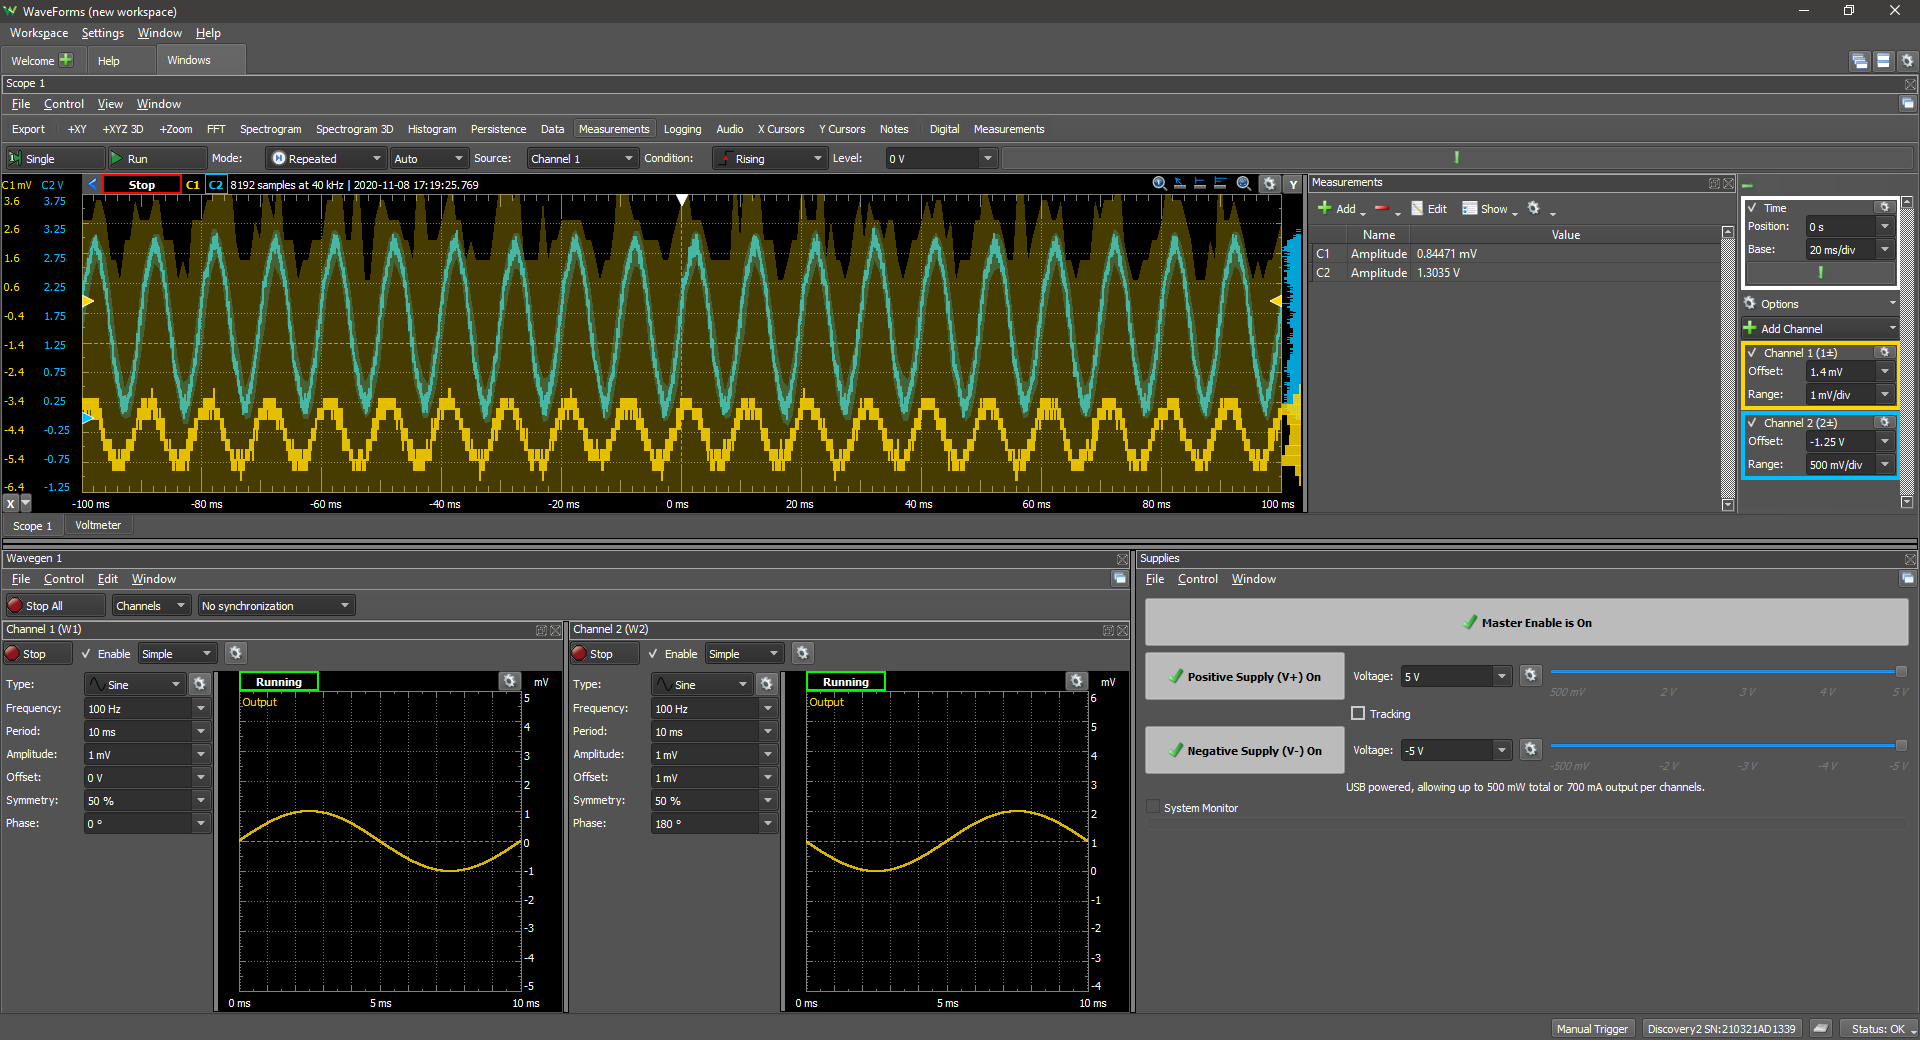 WaveForms (new workspace)
Workspace Settings Window Help
Welcome Help Windows
Scope 1
File Control View Window
Export +XY +XYZ 3D +Zoom FFT Spectrogram Spectrogram 3D Histogram Persistence Data Measurements Logging Audio X Cursors Y Cursors Notes Digital Measurements
Single Run Mode: Repeated Auto Source: Channel 1 Condition: Rising Level: 0 V
C1 mV C2 V Stop C1 C2 8192 samples at 40 kHz | 2020-11-08 17:19:25.769 Y
3.6 3.75
2.6 3.25
1.6 2.75
0.6 2.25
-0.4 1.75
-1.4 1.25
-2.4 0.75
-3.4 0.25
-4.4 -0.25
-5.4 -0.75
-6.4 -1.25
X -100 ms -80 ms -60 ms -40 ms -20 ms 0 ms 20 ms 40 ms 60 ms 80 ms 100 ms
Measurements
Add Edit Show
Name Value
C1 Amplitude 0.84471 mV
C2 Amplitude 1.3035 V
Time
Position: 0 s
Base: 20 ms/div
Options
Add Channel
Channel 1 (1±)
Offset: 1.4 mV
Range: 1 mV/div
Channel 2 (2±)
Offset: -1.25 V
Range: 500 mV/div
Scope 1 Voltmeter
Wavegen 1
File Control Edit Window
Stop All Channels No synchronization
Channel 1 (W1)
Stop Enable Simple
Type: Sine
Frequency: 100 Hz
Period: 10 ms
Amplitude: 1 mV
Offset: 0 V
Symmetry: 50 %
Phase: 0 º
Running mV
Output
5
4
3
2
1
0
-1
-2
-3
-4
-5
0 ms 5 ms 10 ms
Channel 2 (W2)
Stop Enable Simple
Type: Sine
Frequency: 100 Hz
Period: 10 ms
Amplitude: 1 mV
Offset: 1 mV
Symmetry: 50 %
Phase: 180 º
Running mV
Output
6
5
4
3
2
1
0
-1
-2
-3
-4
0 ms 5 ms 10 ms
Supplies
File Control Window
Master Enable is On
Positive Supply (V+) On Voltage: 5 V
500 mV 2 V 3 V 4 V 5 V
Tracking
Negative Supply (V-) On Voltage: -5 V
-500 mV -2 V -3 V -4 V -5 V
USB powered, allowing up to 500 mW total or 700 mA output per channels.
System Monitor
Manual Trigger Discovery2 SN:210321AD1339 Status: OK